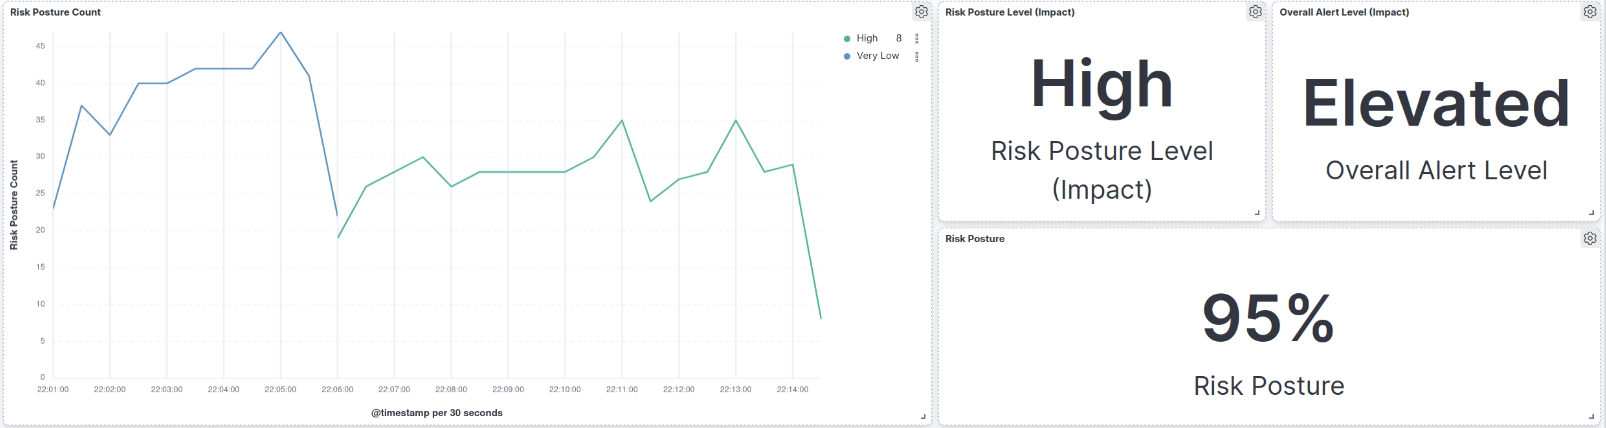 Risk Posture Count
High 8
Very Low
45
40
35
30
25
20
15
10
5
0
Risk Posture Count
22:01:00 22:02:00 22:03:00 22:04:00 22:05:00 22:06:00 22:07:00 22:08:00 22:09:00 22:10:00 22:11:00 22:12:00 22:13:00 22:14:00
@timestamp per 30 seconds
Risk Posture Level (Impact)
High
Risk Posture Level
(Impact)
Overall Alert Level (Impact)
Elevated
Overall Alert Level
Risk Posture
95%
Risk Posture